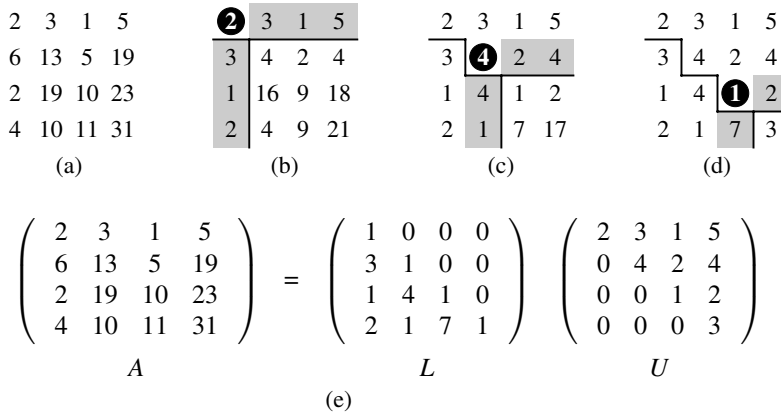 2 3 1 5
6 13 5 19
2 19 10 23
4 10 11 31
(a)
2 3 1 5
3 4 2 4
1 16 9 18
2 4 9 21
(b)
2 3 1 5
3 4 2 4
1 4 1 2
2 1 7 17
(c)
2 3 1 5
3 4 2 4
1 4 1 2
2 1 7 3
(d)
2 3 1 5
6 13 5 19
2 19 10 23
4 10 11 31
A
=
1 0 0 0
3 1 0 0
1 4 1 0
2 1 7 1
L
2 3 1 5
0 4 2 4
0 0 1 2
0 0 0 3
U
(e)